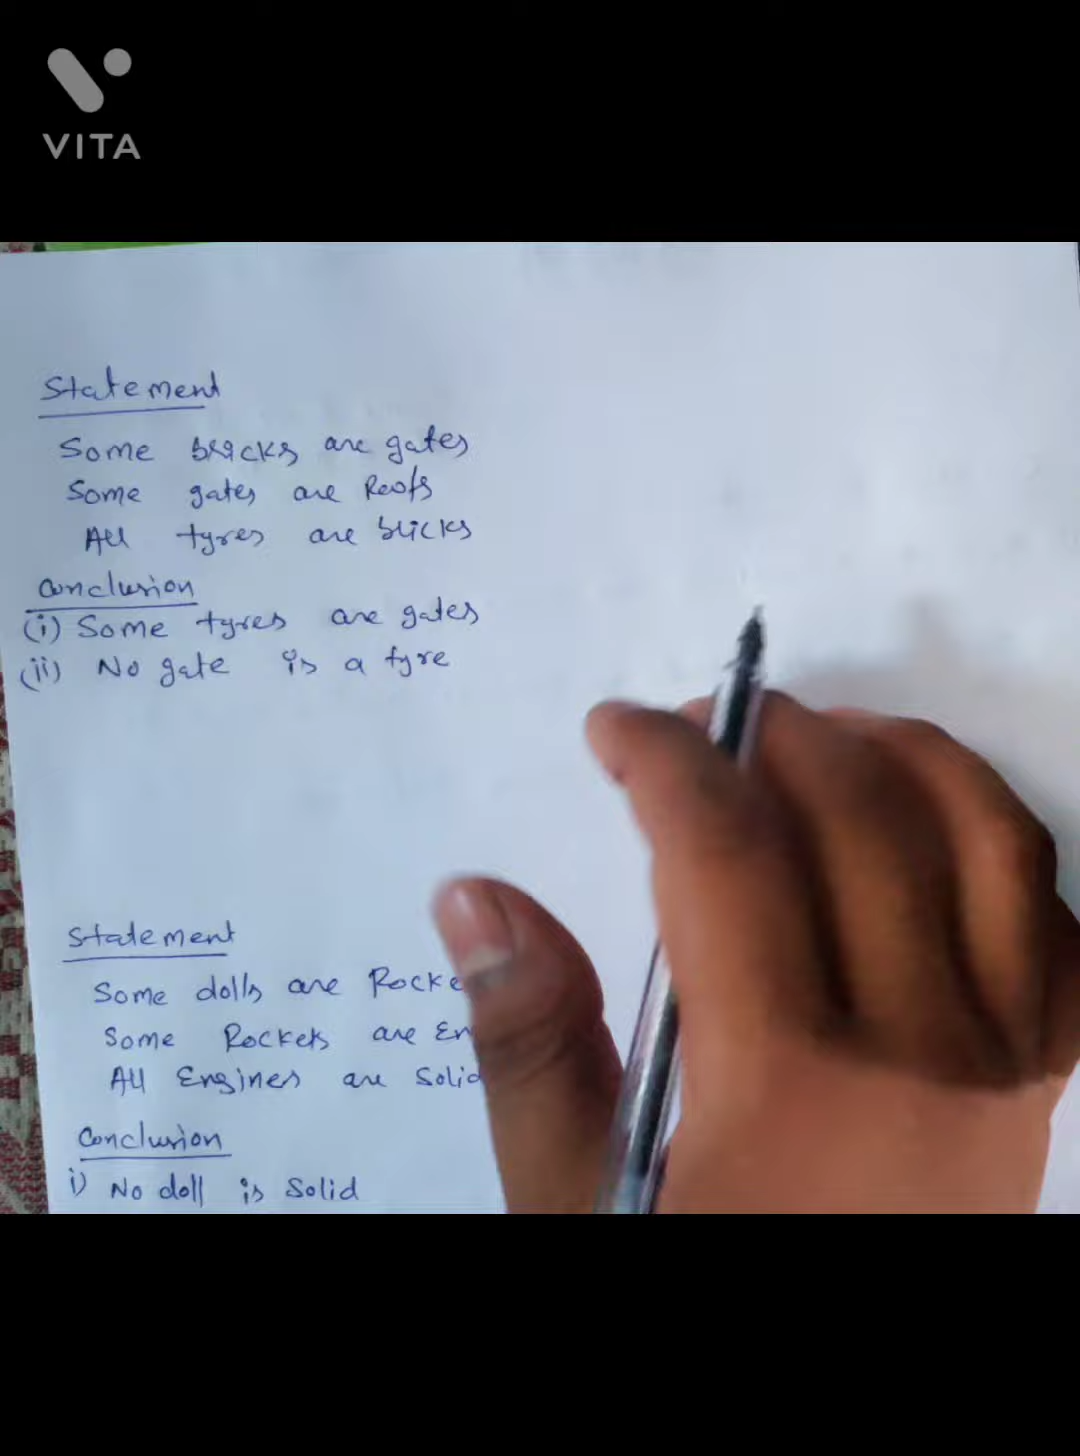 VITA
Statement
Some bricks are gates
Some gates are Roofs
All tyres are bricks
Conclusion
(i) Some tyres are gates
(ii) No gate is a tyre
Statement
Some dolls are
Some Rockets are
All Engines are Solid
Conclusion
i) No doll is Solid